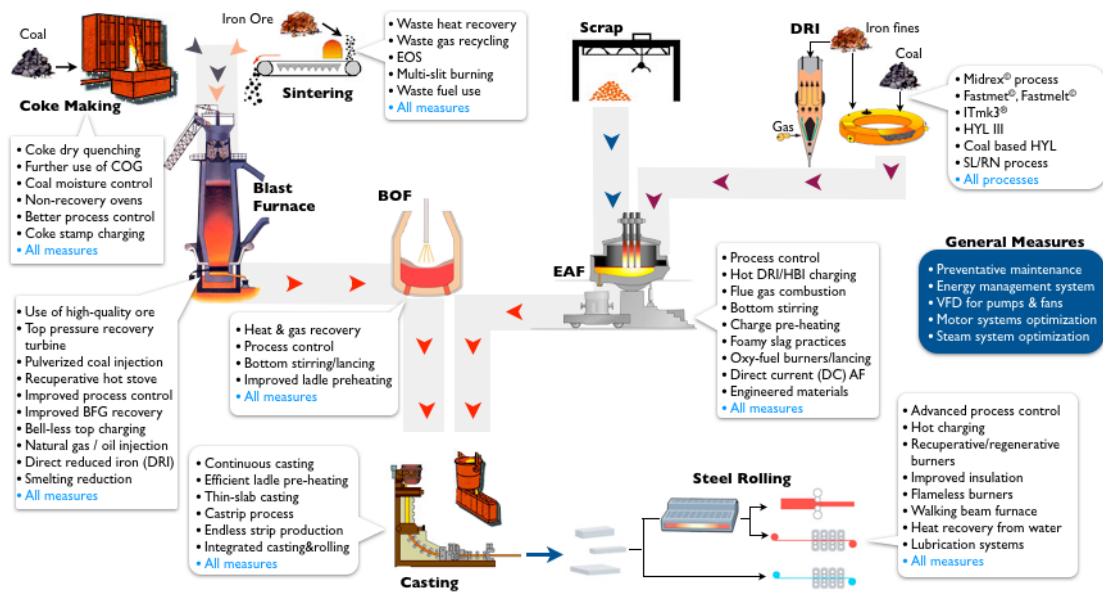 Coal
Coke Making
• Coke dry quenching
• Further use of COG
• Coal moisture control
• Non-recovery ovens
• Better process control
• Coke stamp charging
• All measures
Iron Ore
Sintering
• Waste heat recovery
• Waste gas recycling
• EOS
• Multi-slit burning
• Waste fuel use
• All measures
Blast
Furnace
• Use of high-quality ore
• Top pressure recovery
turbine
• Pulverized coal injection
• Recuperative hot stove
• Improved process control
• Improved BFG recovery
• Bell-less top charging
• Natural gas / oil injection
• Direct reduced iron (DRI)
• Smelting reduction
• All measures
BOF
• Heat & gas recovery
• Process control
• Bottom stirring/lancing
• Improved ladle preheating
• All measures
Scrap
DRI
Iron fines
Coal
Gas
• Midrex© process
• Fastmet©, Fastmelt©
• ITmk3®
• HYL III
• Coal based HYL
• SL/RN process
• All processes
EAF
• Process control
• Hot DRI/HBI charging
• Flue gas combustion
• Bottom stirring
• Charge pre-heating
• Foamy slag practices
• Oxy-fuel burners/lancing
• Direct current (DC) AF
• Engineered materials
• All measures
General Measures
• Preventative maintenance
• Energy management system
• VFD for pumps & fans
• Motor systems optimization
• Steam system optimization
• Continuous casting
• Efficient ladle pre-heating
• Thin-slab casting
• Castrip process
• Endless strip production
• Integrated casting&rolling
• All measures
Casting
Steel Rolling
• Advanced process control
• Hot charging
• Recuperative/regenerative
burners
• Improved insulation
• Flameless burners
• Walking beam furnace
• Heat recovery from water
• Lubrication systems
• All measures